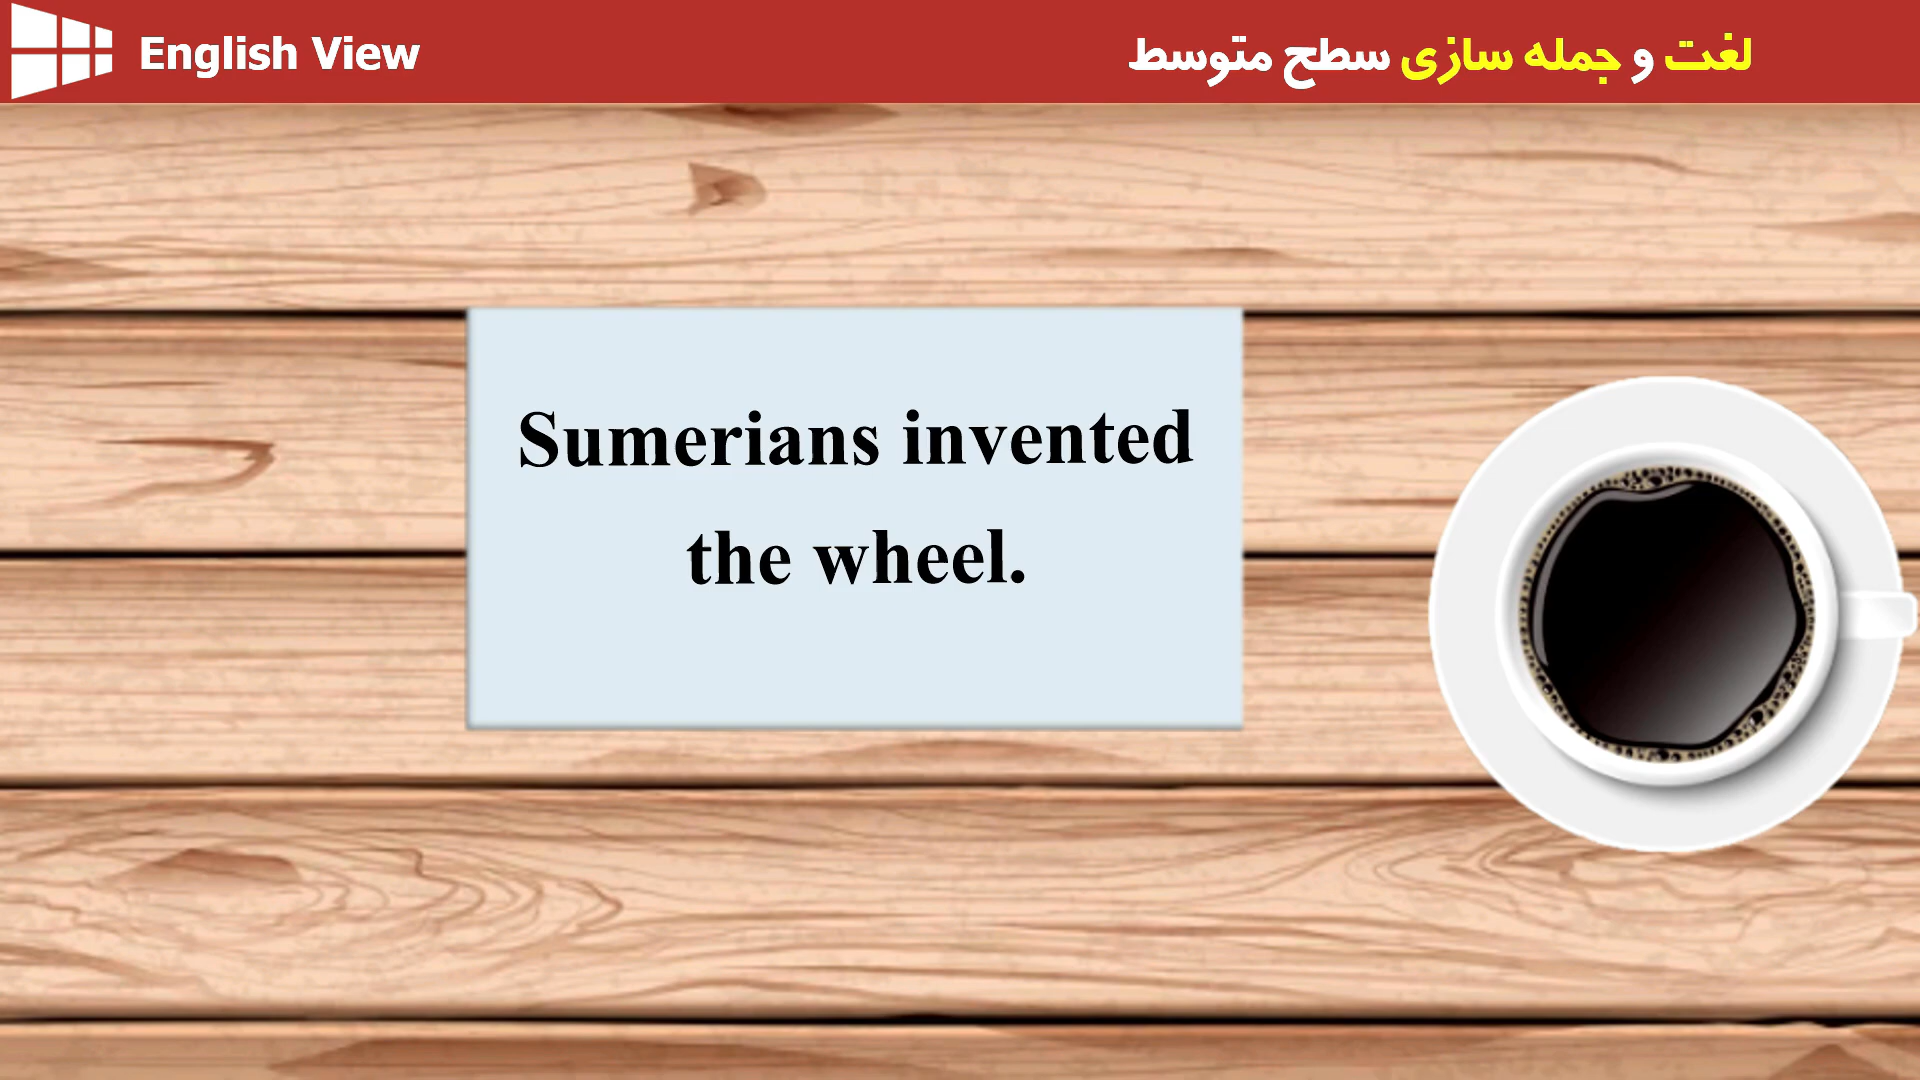 English View
لغت و جمله سازی سطح متوسط
Sumerians invented
the wheel.